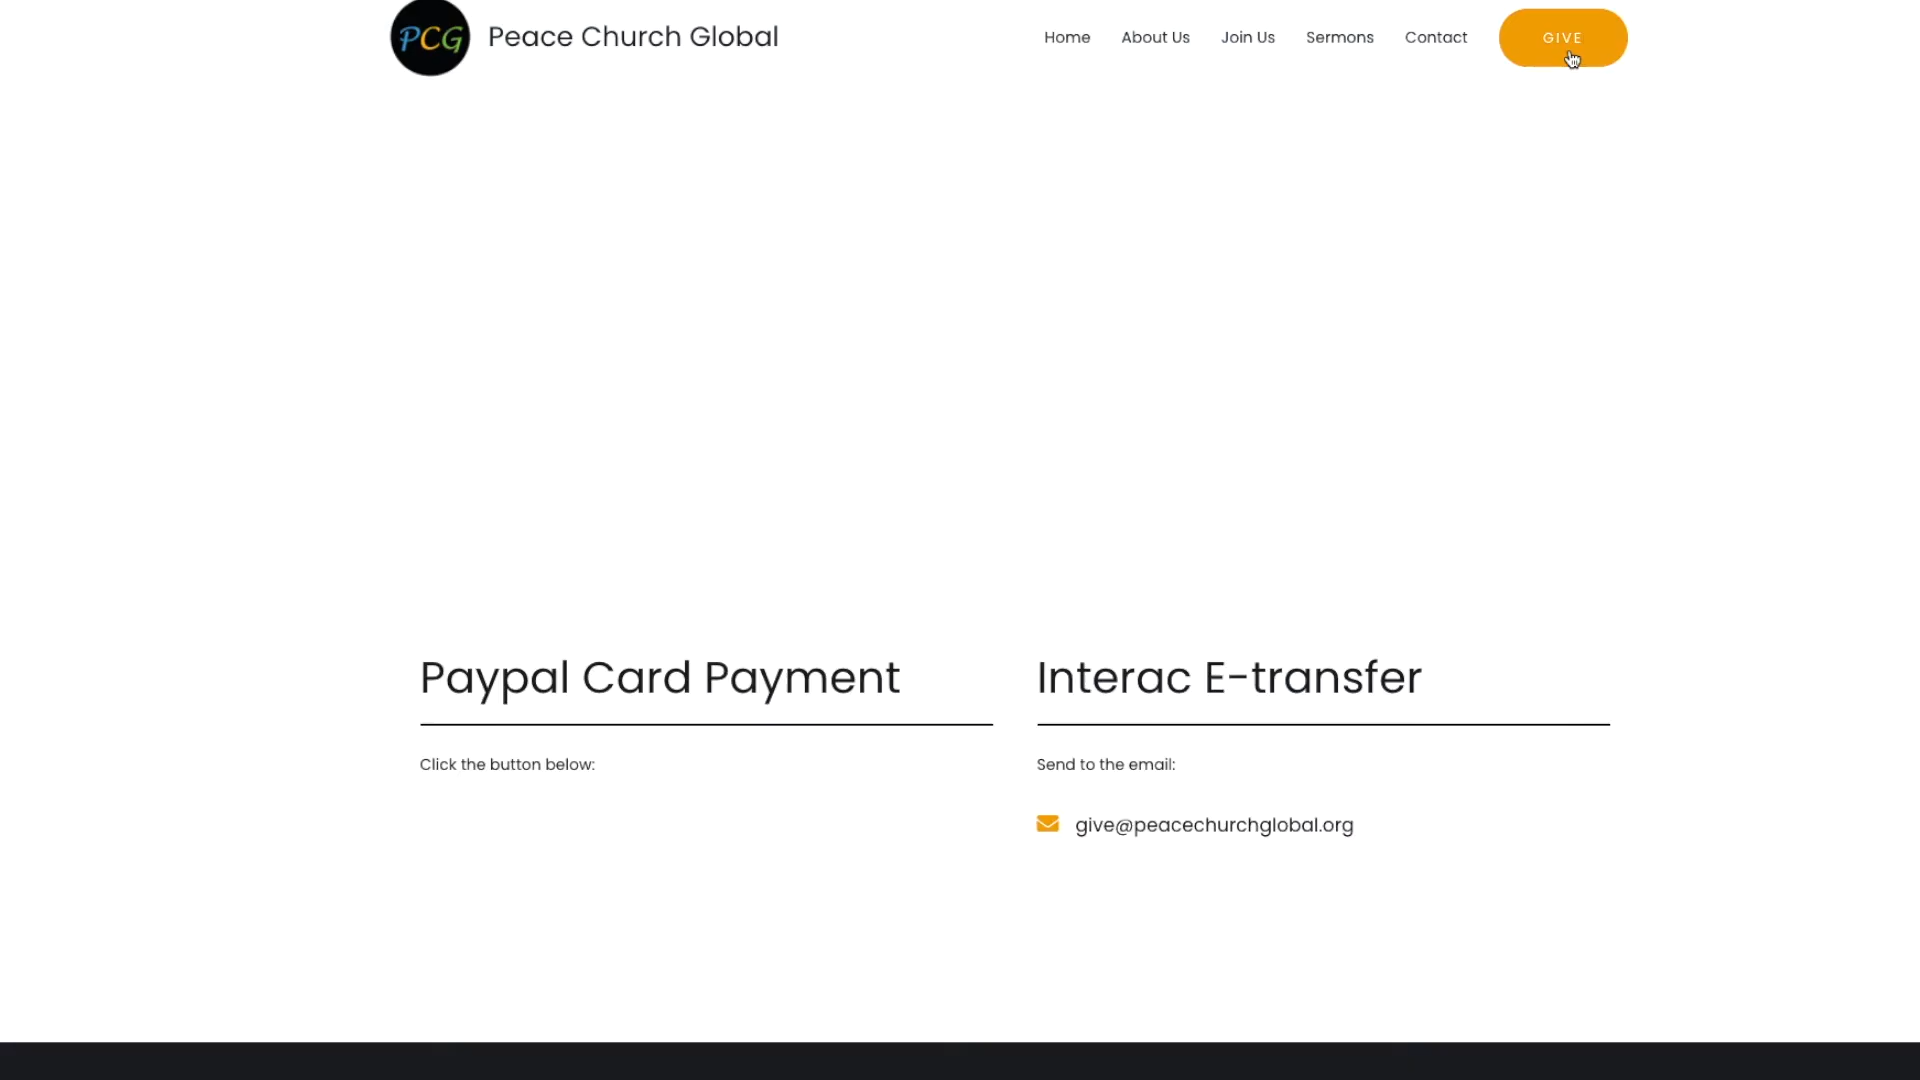 PCG
Peace Church Global
Home
About Us
Join Us
Sermons
Contact
GIVE
Paypal Card Payment
Click the button below:
Interac E-transfer
Send to the email:
give@peacechurchglobal.org